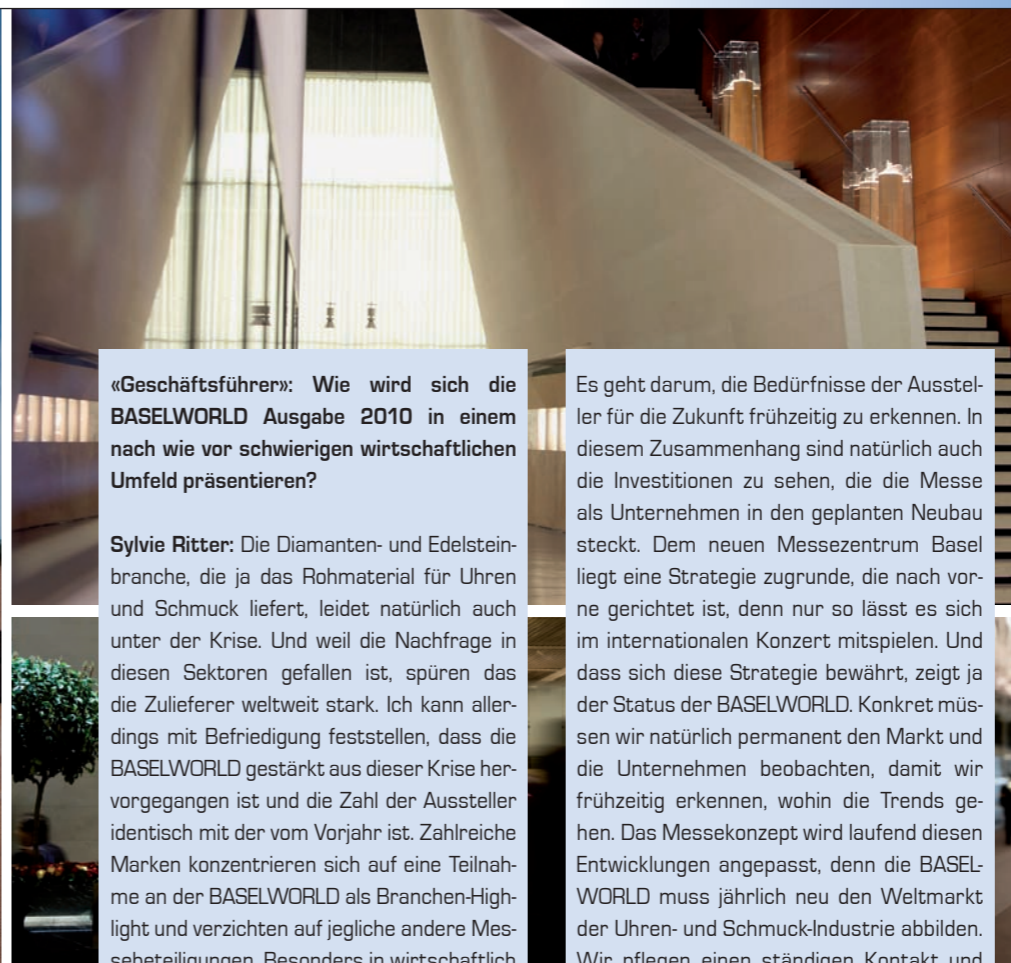 «Geschäftsführer»: Wie wird sich die
BASELWORLD Ausgabe 2010 in einem
nach wie vor schwierigen wirtschaftlichen
Umfeld präsentieren?
Sylvie Ritter: Die Diamanten- und Edelstein-
branche, die ja das Rohmaterial für Uhren
und Schmuck liefert, leidet natürlich auch
unter der Krise. Und weil die Nachfrage in
diesen Sektoren gefallen ist, spüren das
die Zulieferer weltweit stark. Ich kann aller-
dings mit Befriedigung feststellen, dass die
BASELWORLD gestärkt aus dieser Krise her-
vorgegangen ist und die Zahl der Aussteller
identisch mit der vom Vorjahr ist. Zahlreiche
Marken konzentrieren sich auf eine Teilnah-
me an der BASELWORLD als Branchen-High-
light und verzichten auf jegliche andere Mes-
sebeteiligungen. Besonders in wirtschaftlich
Es geht darum, die Bedürfnisse der Ausstel-
ler für die Zukunft frühzeitig zu erkennen. In
diesem Zusammenhang sind natürlich auch
die Investitionen zu sehen, die die Messe
als Unternehmen in den geplanten Neubau
steckt. Dem neuen Messezentrum Basel
liegt eine Strategie zugrunde, die nach vor-
ne gerichtet ist, denn nur so lässt es sich
im internationalen Konzert mitspielen. Und
dass sich diese Strategie bewährt, zeigt ja
der Status der BASELWORLD. Konkret müs-
sen wir natürlich permanent den Markt und
die Unternehmen beobachten, damit wir
frühzeitig erkennen, wohin die Trends ge-
hen. Das Messekonzept wird laufend diesen
Entwicklungen angepasst, denn die BASEL-
WORLD muss jährlich neu den Weltmarkt
der Uhren- und Schmuck-Industrie abbilden.
Wir pflegen einen ständigen Kontakt und